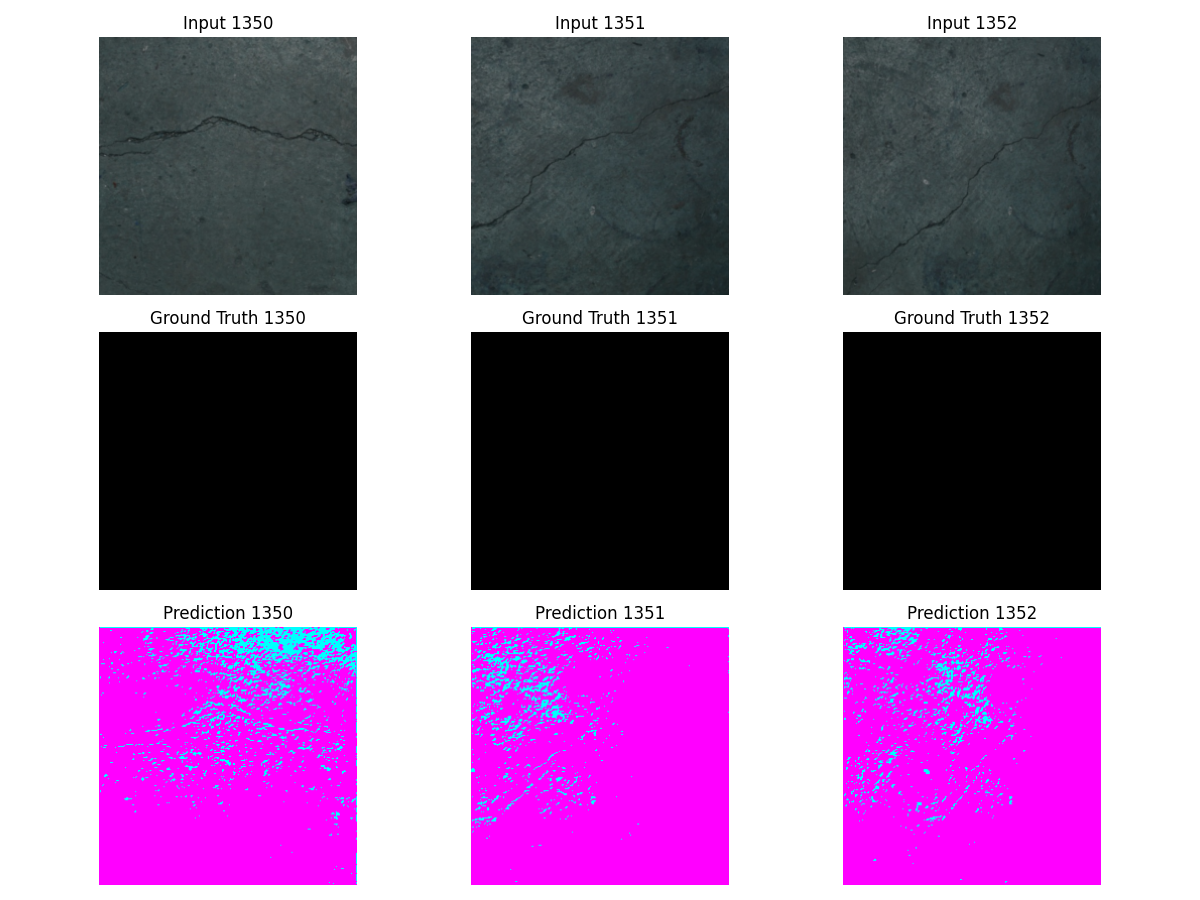 Input 1350
Input 1351
Input 1352
Ground Truth 1350
Ground Truth 1351
Ground Truth 1352
Prediction 1350
Prediction 1351
Prediction 1352